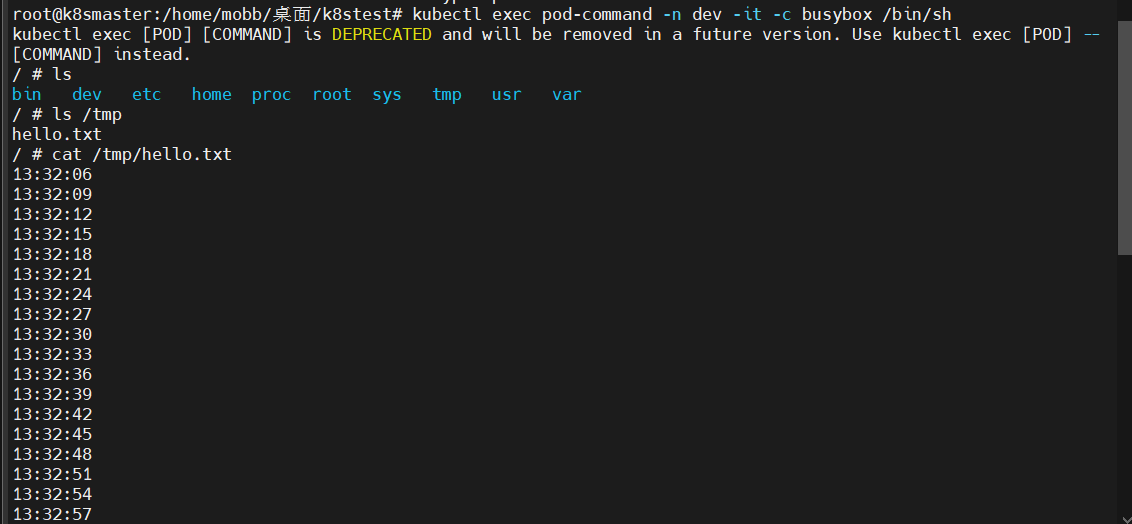 root@k8smaster:/home/mobb/桌面/k8stest# kubectl exec pod-command -n dev -it -c busybox /bin/sh
kubectl exec [POD] [COMMAND] is DEPRECATED and will be removed in a future version. Use kubectl exec [POD] --
[COMMAND] instead.
/ # ls
bin dev etc home proc root sys tmp usr var
/ # ls /tmp
hello.txt
/ # cat /tmp/hello.txt
13:32:06
13:32:09
13:32:12
13:32:15
13:32:18
13:32:21
13:32:24
13:32:27
13:32:30
13:32:33
13:32:36
13:32:39
13:32:42
13:32:45
13:32:48
13:32:51
13:32:54
13:32:57